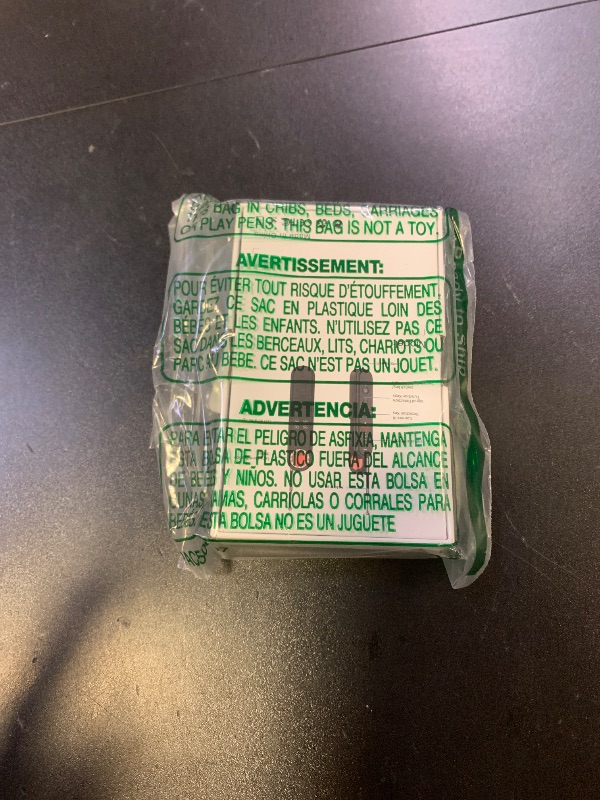 BAG IN CRIBS, BEDS, CARRIAGES
OR PLAY PENS. THIS BAG IS NOT A TOY.
AVERTISSEMENT:
POUR ÉVITER TOUT RISQUE D'ÉTOUFFEMENT,
GARDEZ CE SAC EN PLASTIQUE LOIN DES
BÉBÉS ET LES ENFANTS. N'UTILISEZ PAS CE
SAC DANS LES BERCEAUX, LITS, CHARIOTS OU
PARC AU BEBE. CE SAC N'EST PAS UN JOUET.
ADVERTENCIA:
PARA EVITAR EL PELIGRO DE ASFIXIA, MANTENGA
ESTA BOLSA DE PLASTICO FUERA DEL ALCANCE
DE BEBES Y NIÑOS. NO USAR ESTA BOLSA EN
CUNAS, CAMAS, CARRIOLAS O CORRALES PARA
BEBES. ESTA BOLSA NO ES UN JUGÜETE